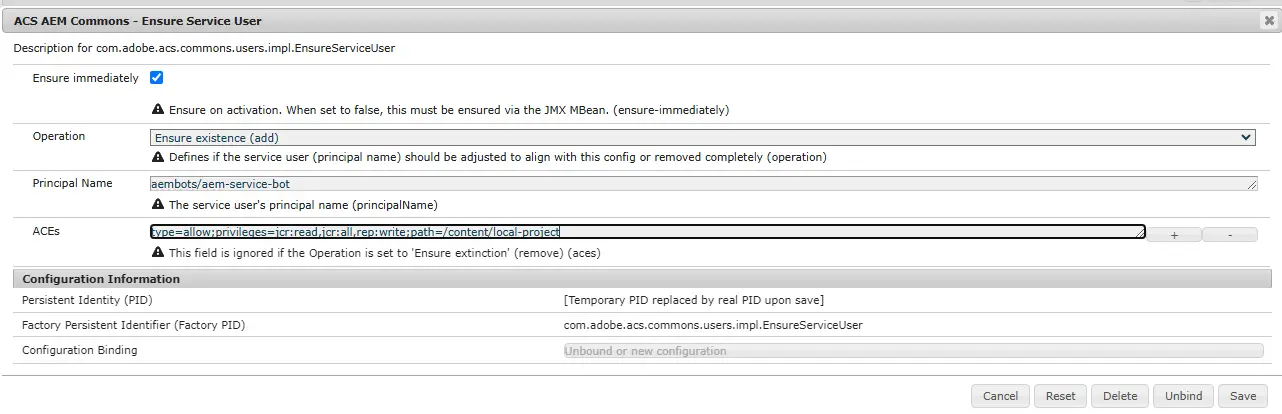 ACS AEM Commons - Ensure Service User
Description for com.adobe.acs.commons.users.impl.EnsureServiceUser
Ensure immediately
Ensure on activation. When set to false, this must be ensured via the JMX MBean. (ensure-immediately)
Operation Ensure existence (add)
Defines if the service user (principal name) should be adjusted to align with this config or removed completely (operation)
Principal Name aembots/aem-service-bot
The service user's principal name (principalName)
ACEs type=allow;privileges=jcr:read,jcr:all,rep:write;path=/content/local-project + -
This field is ignored if the Operation is set to 'Ensure extinction' (remove) (aces)
Configuration Information
Persistent Identity (PID) [Temporary PID replaced by real PID upon save]
Factory Persistent Identifier (Factory PID) com.adobe.acs.commons.users.impl.EnsureServiceUser
Configuration Binding Unbound or new configuration
Cancel Reset Delete Unbind Save